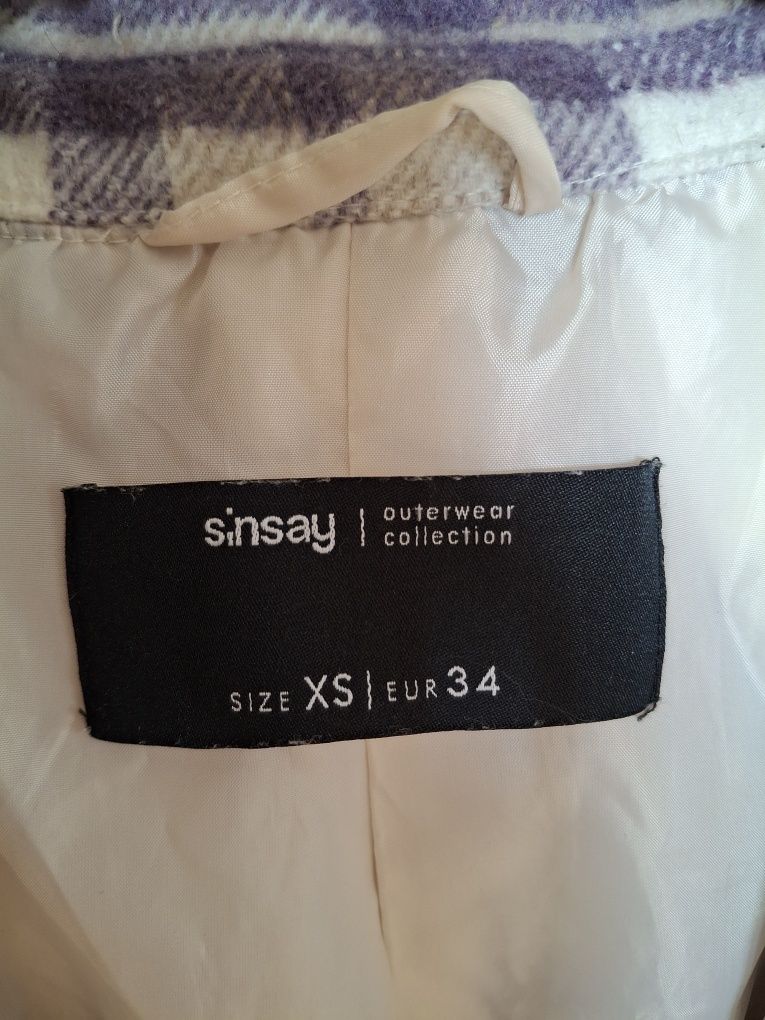 sinsay | outerwear
collection
SIZE XS | EUR 34